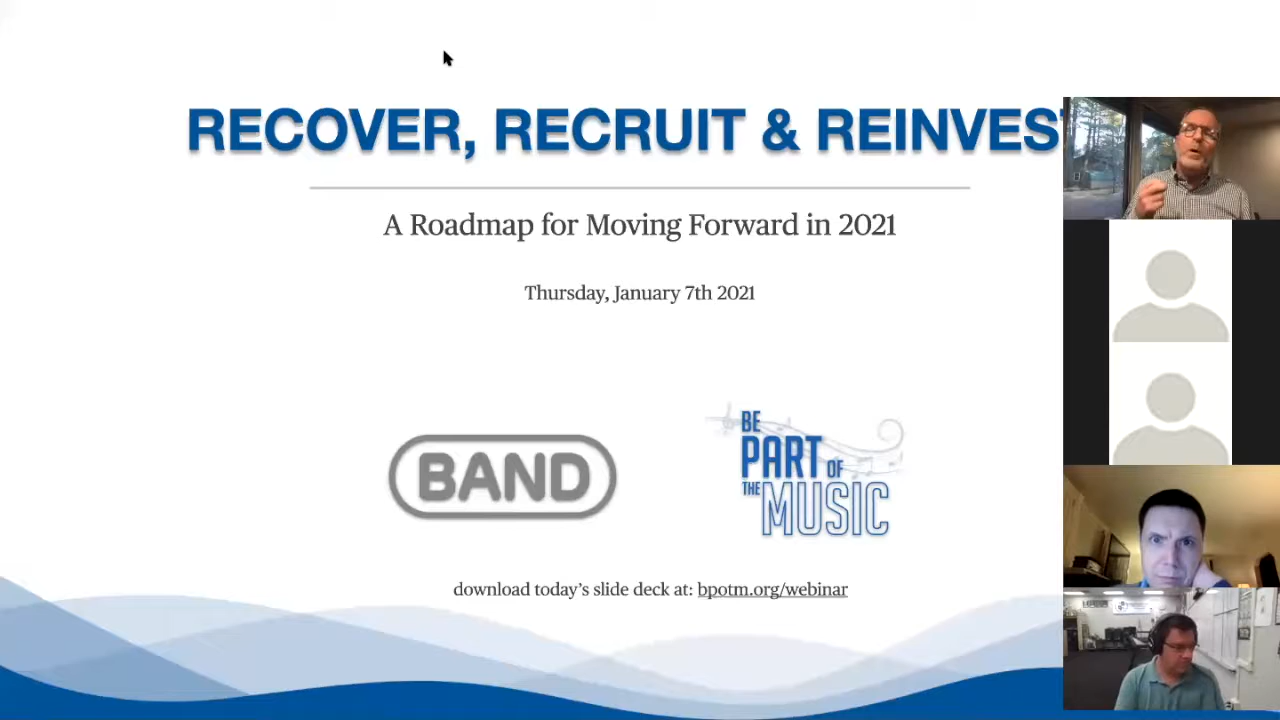 RECOVER, RECRUIT & REINVEST
A Roadmap for Moving Forward in 2021
Thursday, January 7th 2021
BAND
BE
PART OF
THE MUSIC
download today’s slide deck at: bpotm.org/webinar